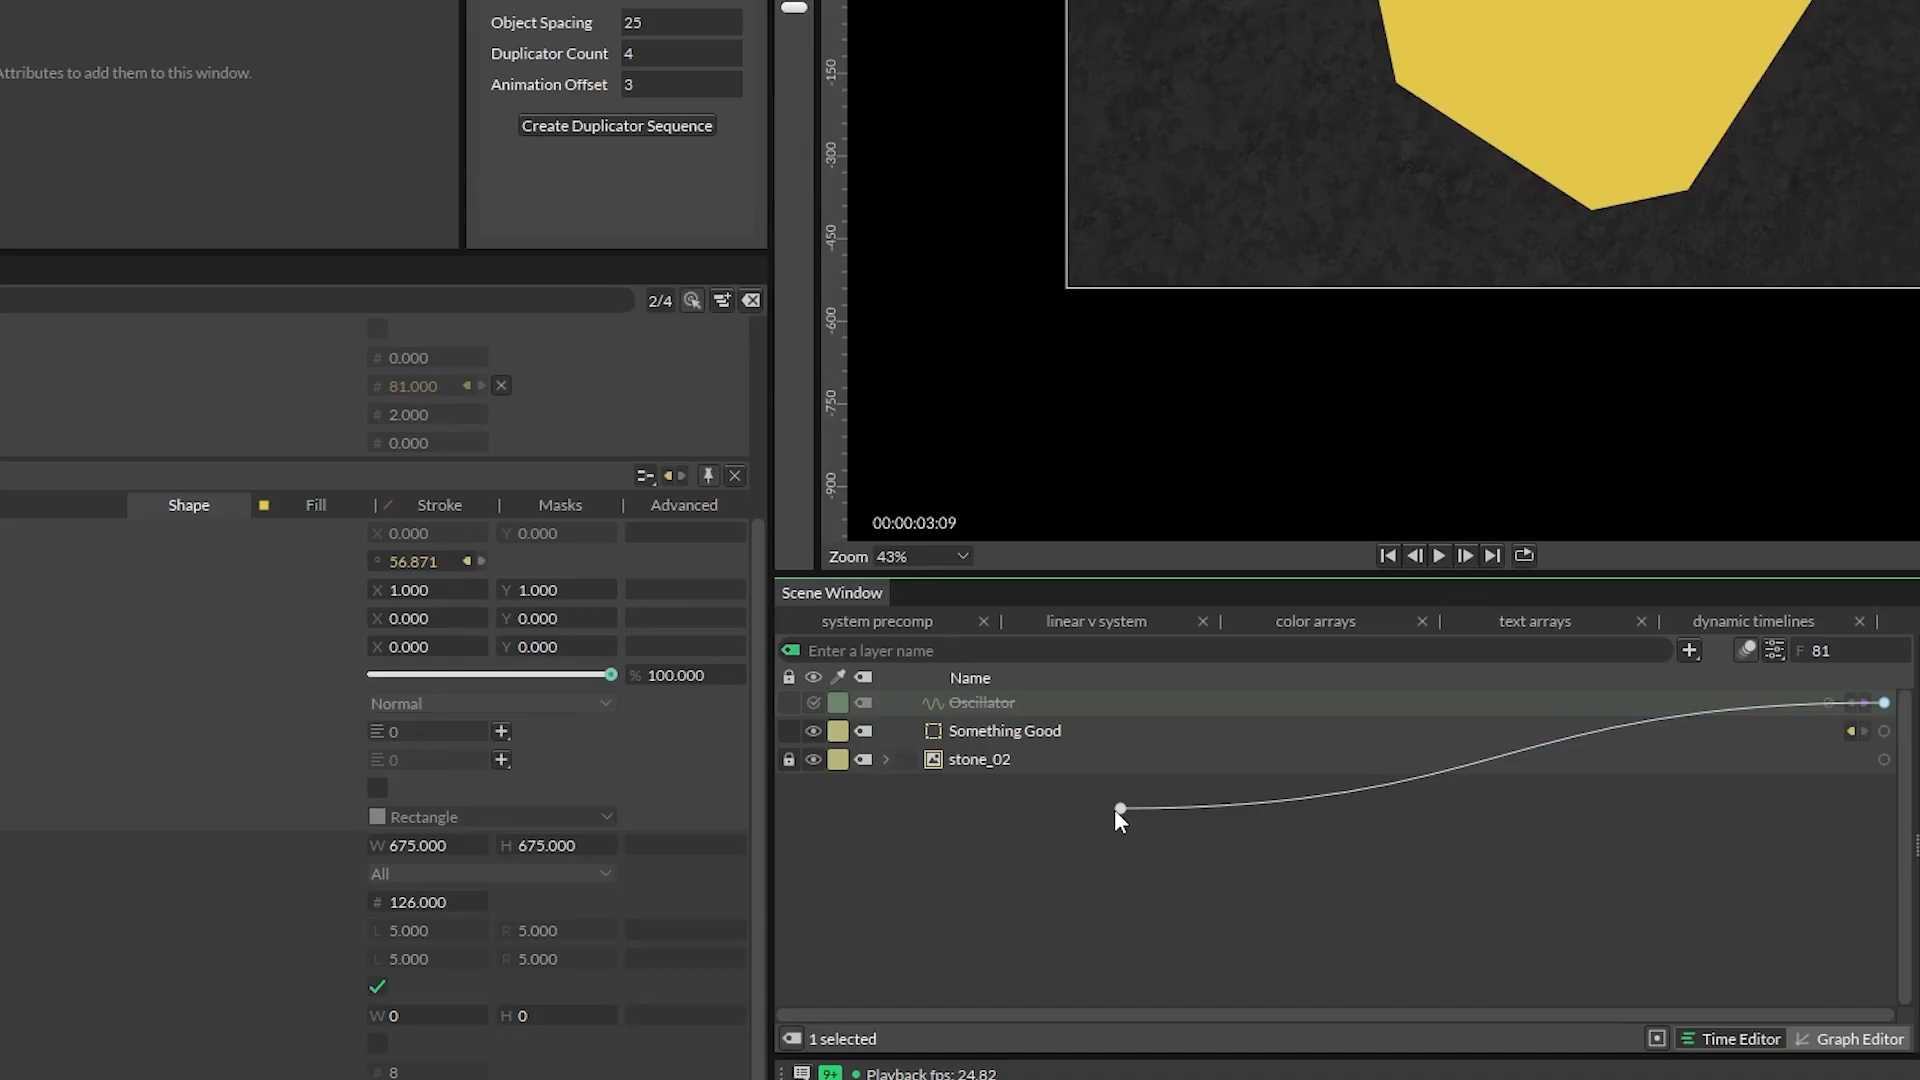 Object Spacing 25
Duplicator Count 4
Animation Offset 3
Attributes to add them to this window.
Create Duplicator Sequence
2/4
# 0.000
# 81.000
# 2.000
# 0.000
Shape Fill Stroke Masks Advanced
X 0.000 Y 0.000
° 56.871
X 1.000 Y 1.000
X 0.000 Y 0.000
X 0.000 Y 0.000
% 100.000
Normal
0
0
Rectangle
W 675.000 H 675.000
All
# 126.000
L 5.000 R 5.000
L 5.000 R 5.000
W 0 H 0
# 8
-150
-300
-450
-600
-750
-900
00:00:03:09
Zoom 43%
Scene Window
system precomp linear v system color arrays text arrays dynamic timelines
Enter a layer name F 81
Name
Oscillator
Something Good
stone_02
1 selected Time Editor Graph Editor
9+ Playback fps: 24.82